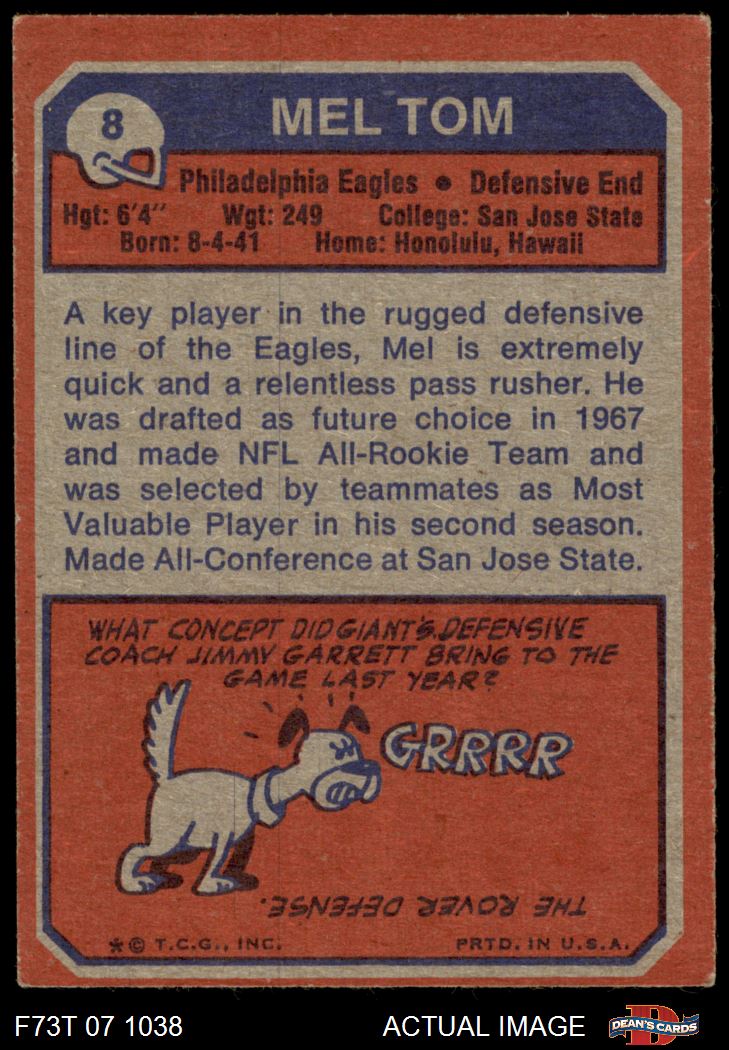 8
MEL TOM
Philadelphia Eagles • Defensive End
Hgt: 6'4" Wgt: 249 College: San Jose State
Born: 8-4-41 Home: Honolulu, Hawaii
A key player in the rugged defensive
line of the Eagles, Mel is extremely
quick and a relentless pass rusher. He
was drafted as future choice in 1967
and made NFL All-Rookie Team and
was selected by teammates as Most
Valuable Player in his second season.
Made All-Conference at San Jose State.
WHAT CONCEPT DID GIANT'S DEFENSIVE
COACH JIMMY GARRETT BRING TO THE
GAME LAST YEAR?
GRRRR
THE ROVER DEFENSE.
*© T.C.G., INC. PRTD. IN U.S.A.
F73T 07 1038 ACTUAL IMAGE
D
DEAN'S CARDS